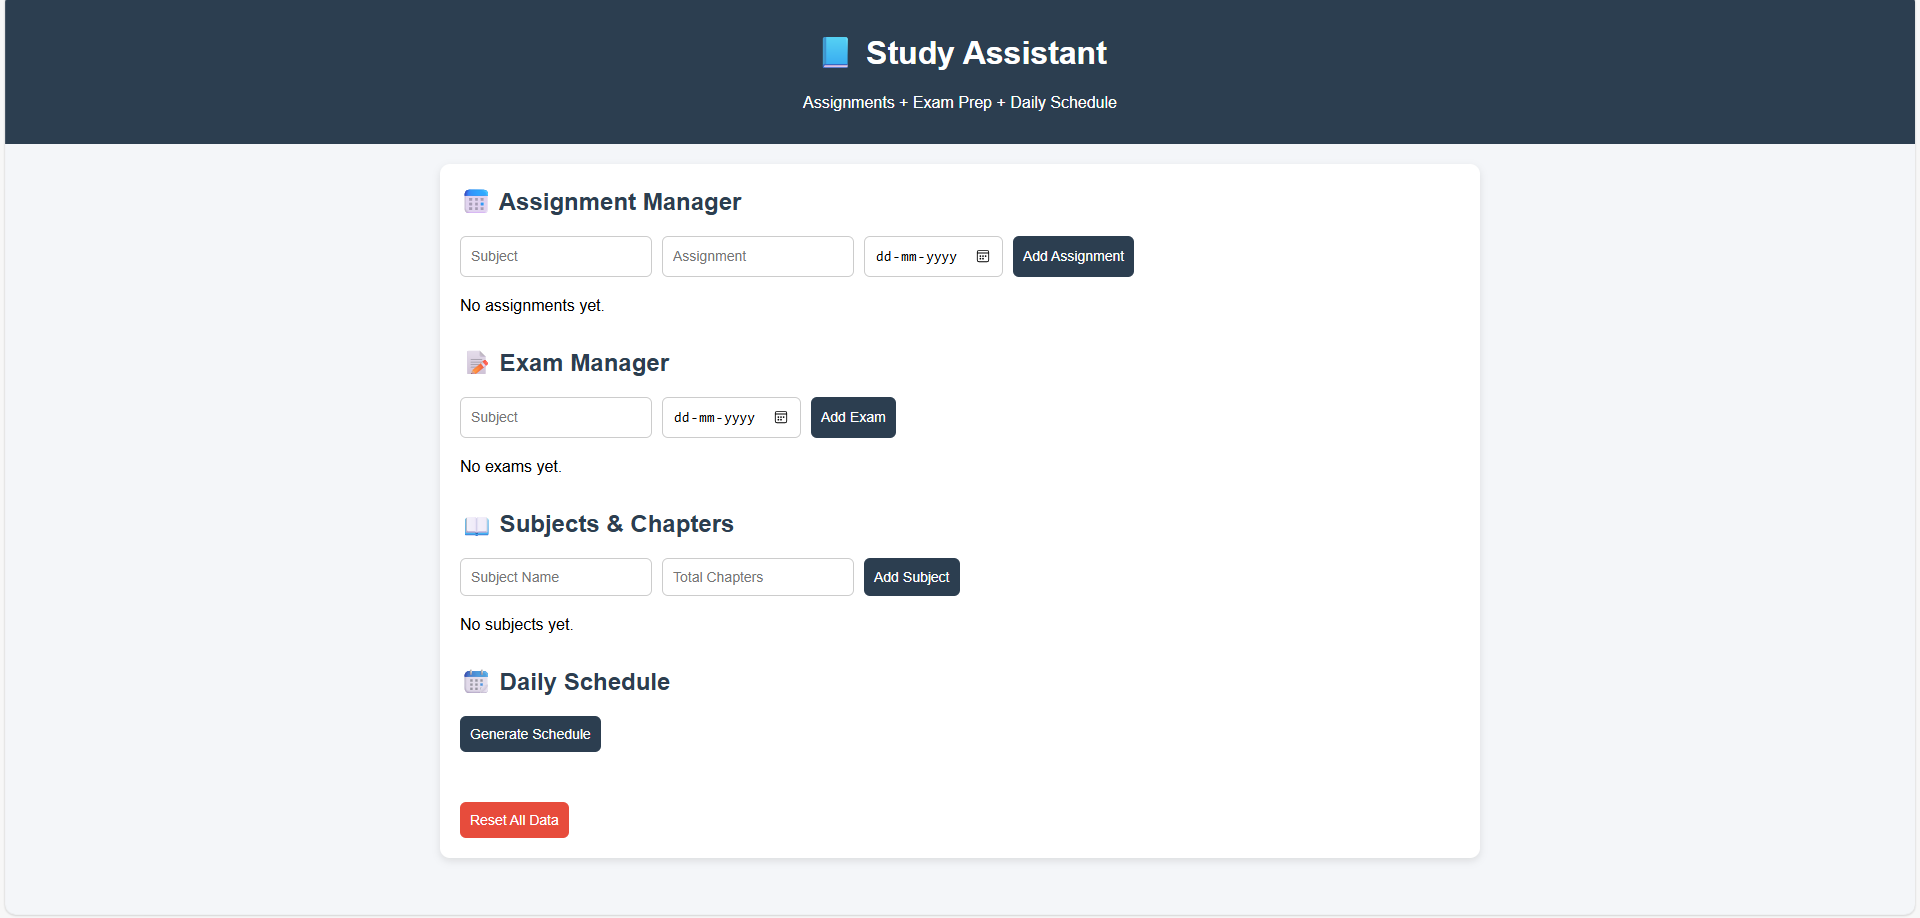 Study Assistant
Assignments + Exam Prep + Daily Schedule
Assignment Manager
Subject Assignment dd-mm-yyyy Add Assignment
No assignments yet.
Exam Manager
Subject dd-mm-yyyy Add Exam
No exams yet.
Subjects & Chapters
Subject Name Total Chapters Add Subject
No subjects yet.
Daily Schedule
Generate Schedule
Reset All Data